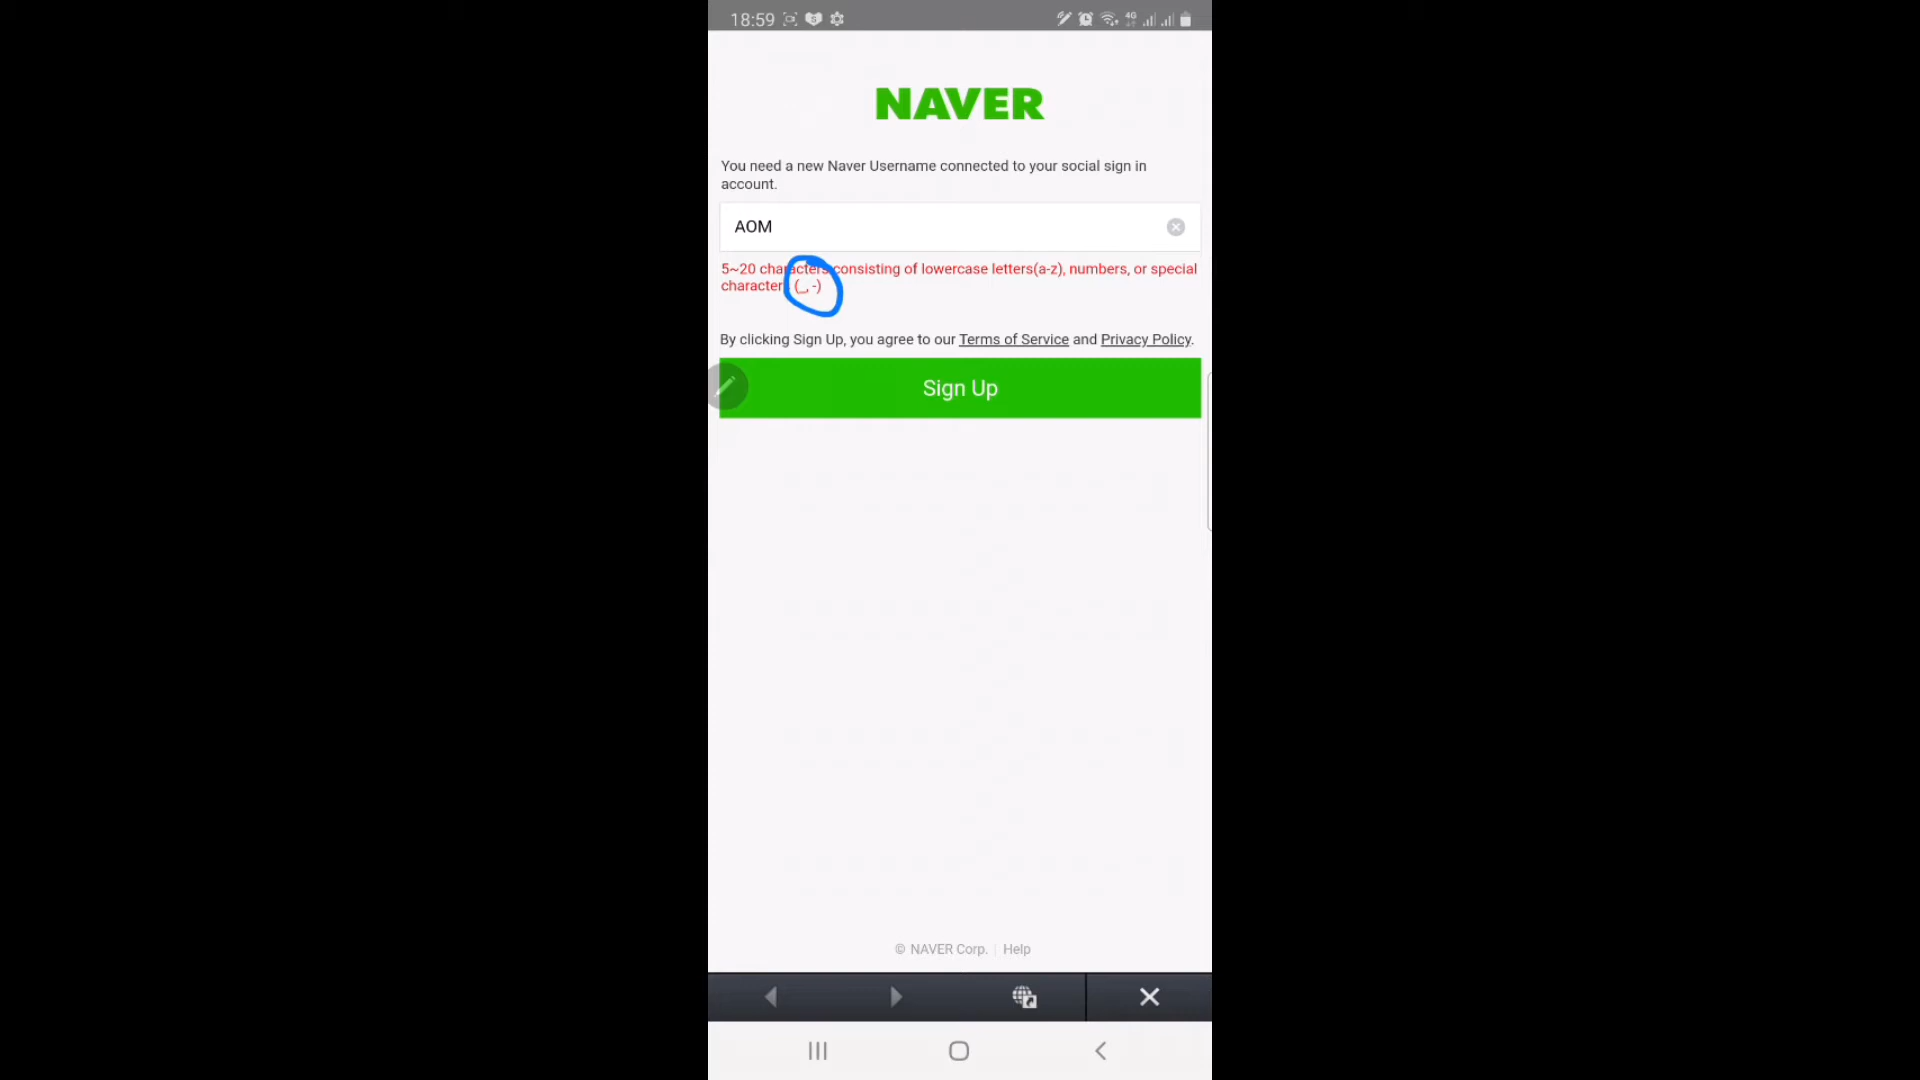 18:59
4G
NAVER
You need a new Naver Username connected to your social sign in
account.
AOM
5~20 characters consisting of lowercase letters(a-z), numbers, or special
character (_, -)
By clicking Sign Up, you agree to our Terms of Service and Privacy Policy.
Sign Up
© NAVER Corp. | Help